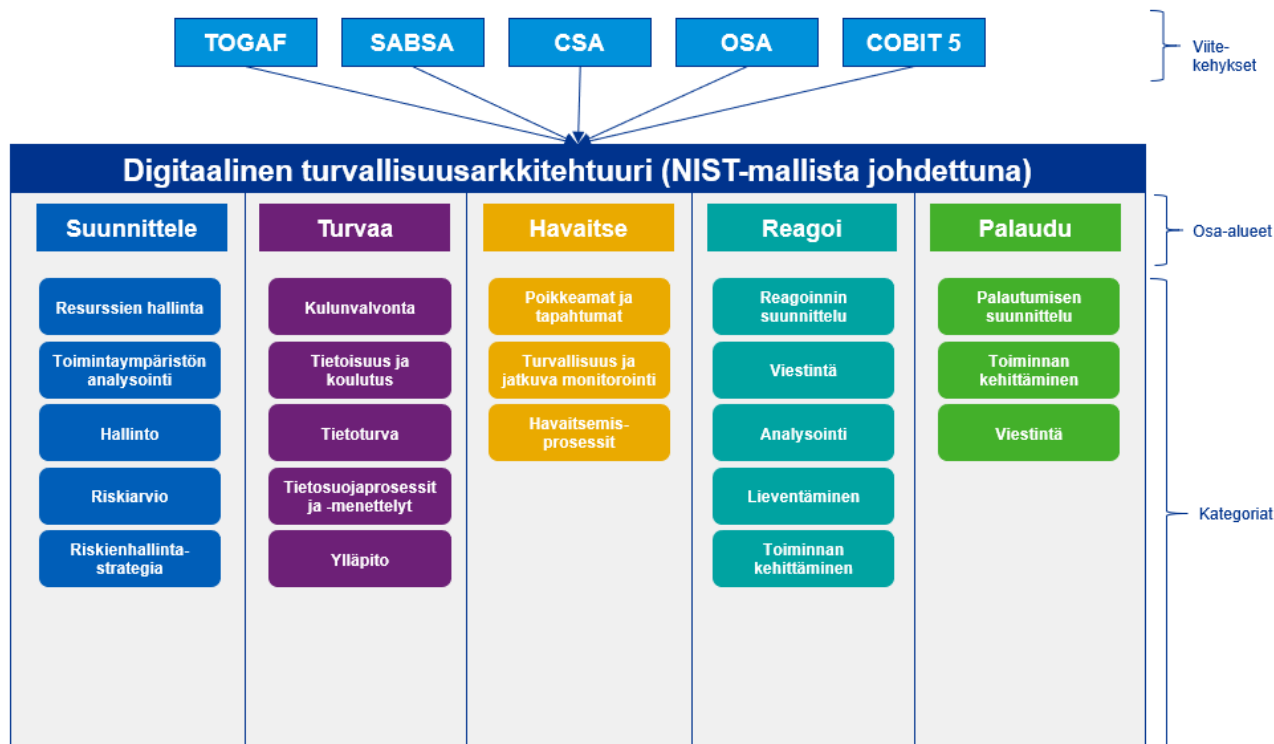 TOGAF
SABSA
CSA
OSA
COBIT 5
Viite-
kehykset
Digitaalinen turvallisuusarkkitehtuuri (NIST-mallista johdettuna)
Suunnittele
Turvaa
Havaitse
Reagoi
Palaudu
Osa-alueet
Resurssien hallinta
Toimintaympäristön
analysointi
Hallinto
Riskiarvio
Riskienhallinta-
strategia
Kulunvalvonta
Tietoisuus ja
koulutus
Tietoturva
Tietosuojaprosessit
ja -menettelyt
Ylläpito
Poikkeamat ja
tapahtumat
Turvallisuus ja
jatkuva monitorointi
Havaitsemis-
prosessit
Reagoinnin
suunnittelu
Viestintä
Analysointi
Lieventäminen
Toiminnan
kehittäminen
Palautumisen
suunnittelu
Toiminnan
kehittäminen
Viestintä
Kategoriat